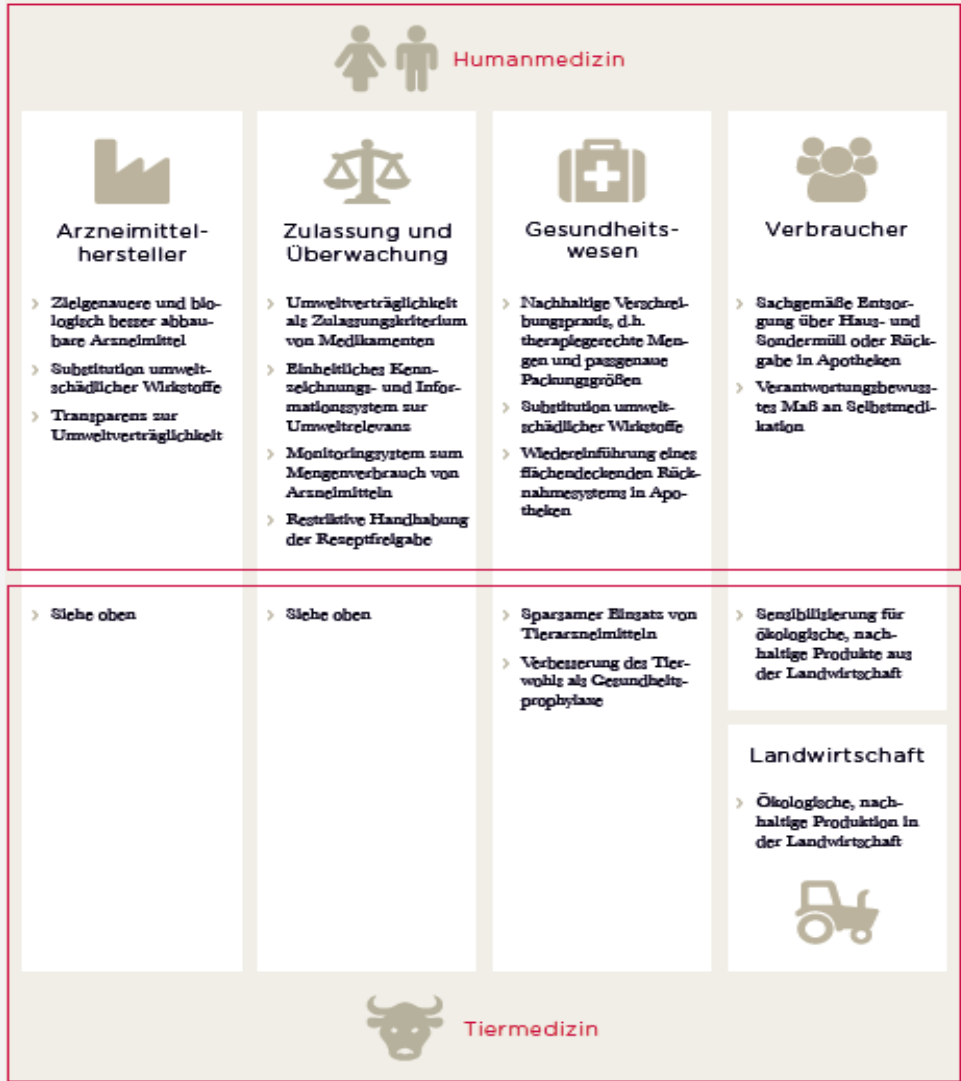 Humanmedizin
Arzneimittel-
hersteller
› Zielgenauere und bio-
logisch besser abbau-
bare Arzneimittel
› Substitution umwelt-
schädlicher Wirkstoffe
› Transparenz zur
Umweltverträglichkeit
Zulassung und
Überwachung
› Umweltverträglichkeit
als Zulassungskriterium
von Medikamenten
› Einheitliches Kenn-
zeichnungs- und Infor-
mationssystem zur
Umweltrelevanz
› Monitoringsystem zum
Mengenverbrauch von
Arzneimitteln
› Restriktive Handhabung
der Rezeptfreigabe
Gesundheits-
wesen
› Nachhaltige Verschrei-
bungspraxis, d.h.
therapiegerechte Men-
gen und passgenaue
Packungsgrößen
› Substitution umwelt-
schädlicher Wirkstoffe
› Wiedereinführung eines
flächendeckenden Rück-
nahmesystems in Apo-
theken
Verbraucher
› Sachgemäße Entsor-
gung über Haus- und
Sondermüll oder Rück-
gabe in Apotheken
› Verantwortungsbewuss-
tes Maß an Selbstmedi-
kation
› Siehe oben
› Siehe oben
› Sparsamer Einsatz von
Tierarzneimitteln
› Verbesserung des Tier-
wohls als Gesundheits-
prophylaxe
› Sensibilisierung für
ökologische, nach-
haltige Produkte aus
der Landwirtschaft
Landwirtschaft
› Ökologische, nach-
haltige Produktion in
der Landwirtschaft
Tiermedizin